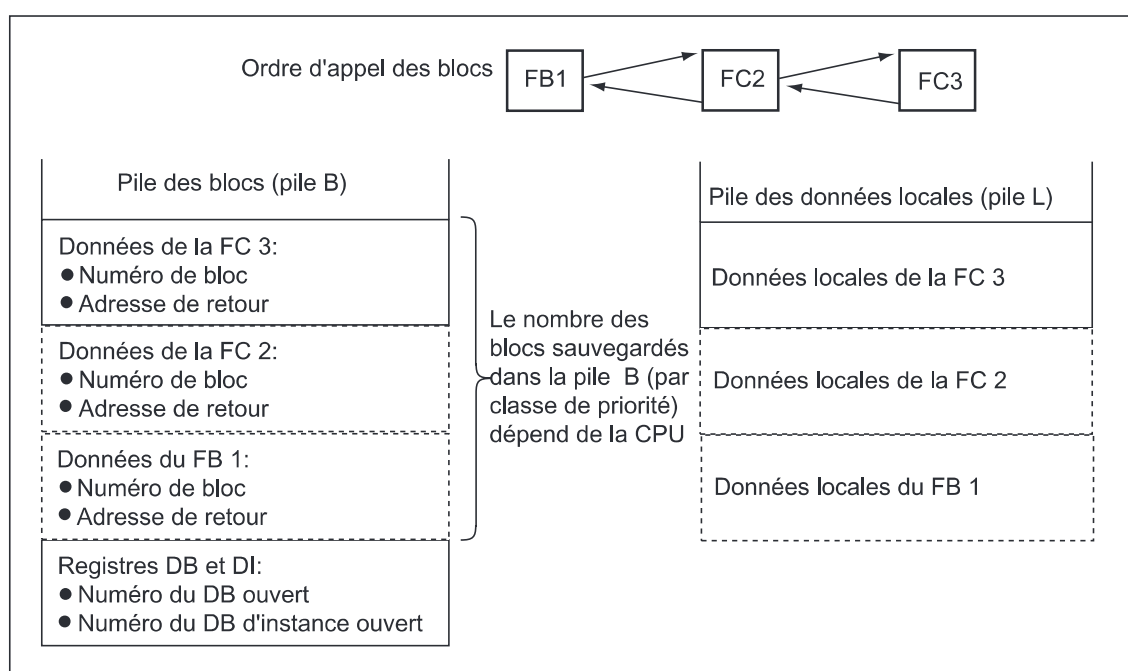 Ordre d'appel des blocs
FB1
FC2
FC3
Pile des blocs (pile B)
Données de la FC 3:
● Numéro de bloc
● Adresse de retour
Données de la FC 2:
● Numéro de bloc
● Adresse de retour
Données du FB 1:
● Numéro de bloc
● Adresse de retour
Registres DB et DI:
● Numéro du DB ouvert
● Numéro du DB d'instance ouvert
Le nombre des
blocs sauvegardés
dans la pile B (par
classe de priorité)
dépend de la CPU
Pile des données locales (pile L)
Données locales de la FC 3
Données locales de la FC 2
Données locales du FB 1